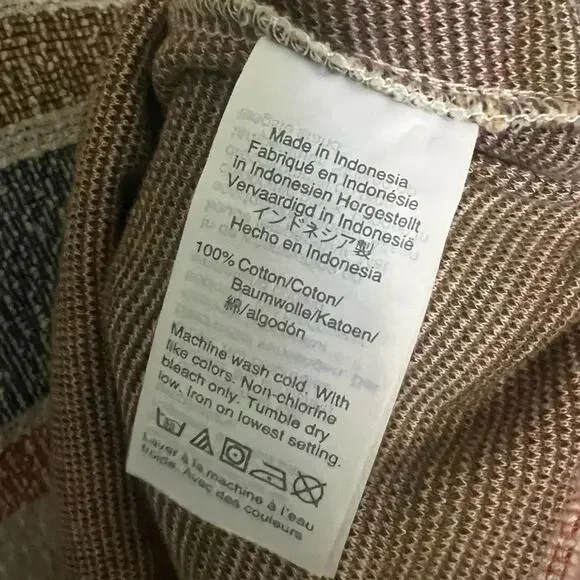 Made in Indonesia
Fabriqué en Indonésie
In Indonesien Hergestellt
Vervaardigd in Indonesië
インドネシア製
Hecho en Indonesia
100% Cotton/Coton/
Baumwolle/Katoen/
綿/algodón
Machine wash cold. With
like colors. Non-chlorine
bleach only. Tumble dry
low. Iron on lowest setting.
Laver à la machine à l'eau
froide. Avec des couleurs